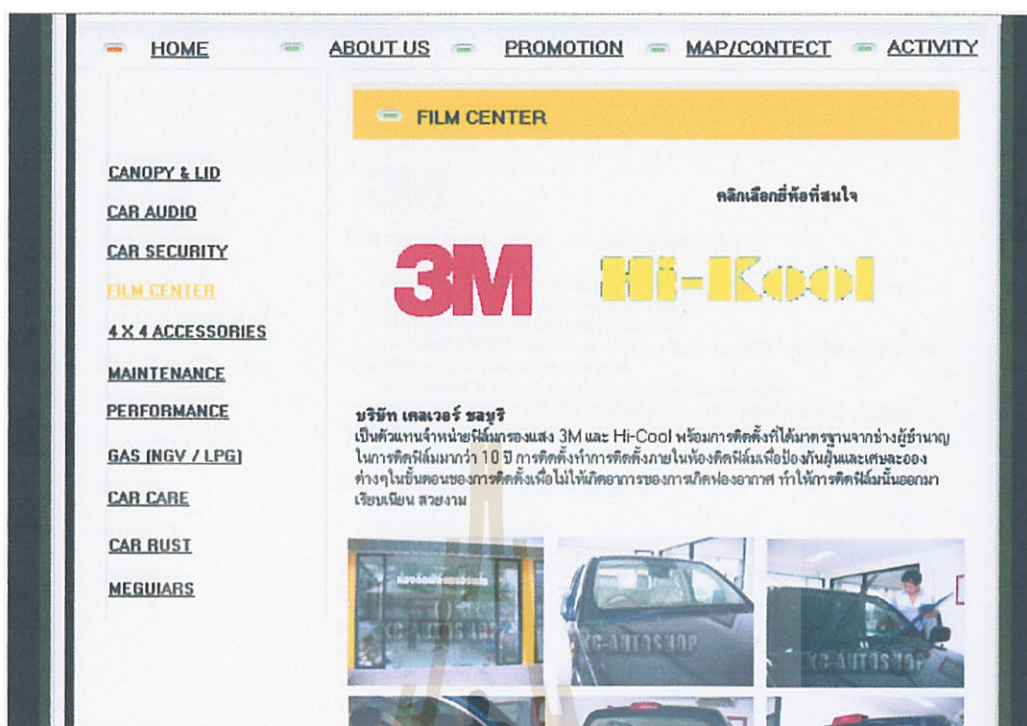 HOME ABOUT US PROMOTION MAP/CONTECT ACTIVITY
FILM CENTER
CANOPY & LID
CAR AUDIO
CAR SECURITY
FILM CENTER
4 X 4 ACCESSORIES
MAINTENANCE
PERFORMANCE
GAS (NGV / LPG)
CAR CARE
CAR RUST
MEGUIARS
คลิกเลือกยี่ห้อที่สนใจ
3M Hi-Kool
บริษัท เคลเวอร์ ชลบุรี
เป็นตัวแทนจำหน่ายฟิล์มกรองแสง 3M และ Hi-Cool พร้อมการติดตั้งที่ได้มาตรฐานจากช่างผู้ชำนาญ
ในการติดฟิล์มมากว่า 10 ปี การติดตั้งทำการติดตั้งภายในห้องติดฟิล์มเพื่อป้องกันฝุ่นและเศษละออง
ต่างๆในขั้นตอนของการติดตั้งเพื่อไม่ให้เกิดอาการของการเกิดฟองอากาศ ทำให้การติดฟิล์มนั้นออกมา
เรียบเนียน สวยงาม
KC-AUTOSHOP
KC-AUTOSHOP
KC-AUTOSHOP